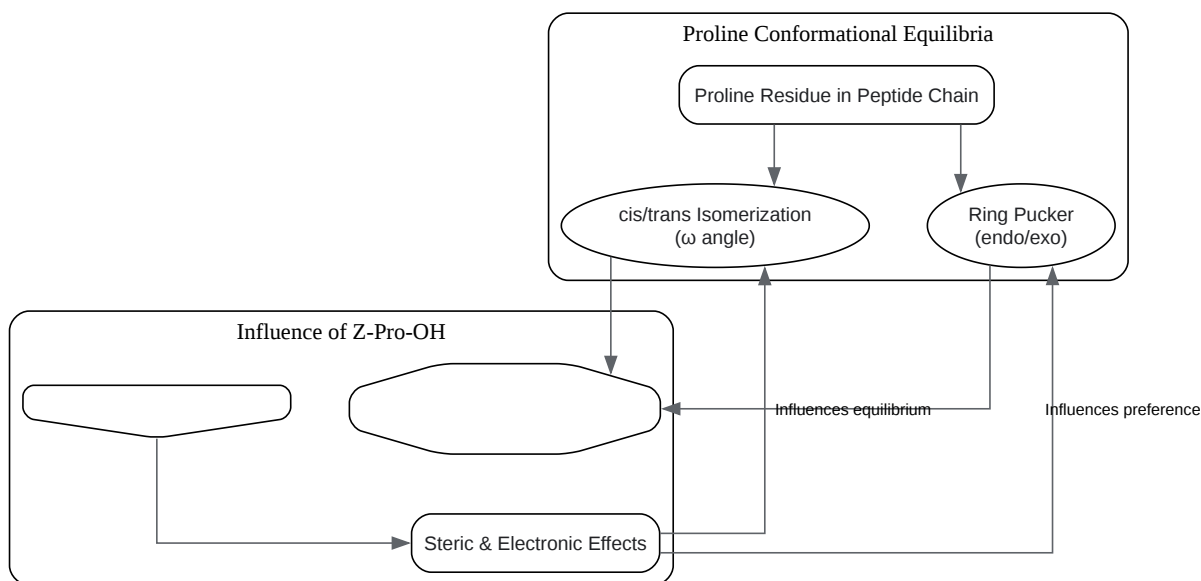 Proline Conformational Equilibria
Proline Residue in Peptide Chain
cis/trans Isomerization
(ω angle)
Ring Pucker
(endo/exo)
Influence of Z-Pro-OH
Influences equilibrium
Influences preference
Steric & Electronic Effects